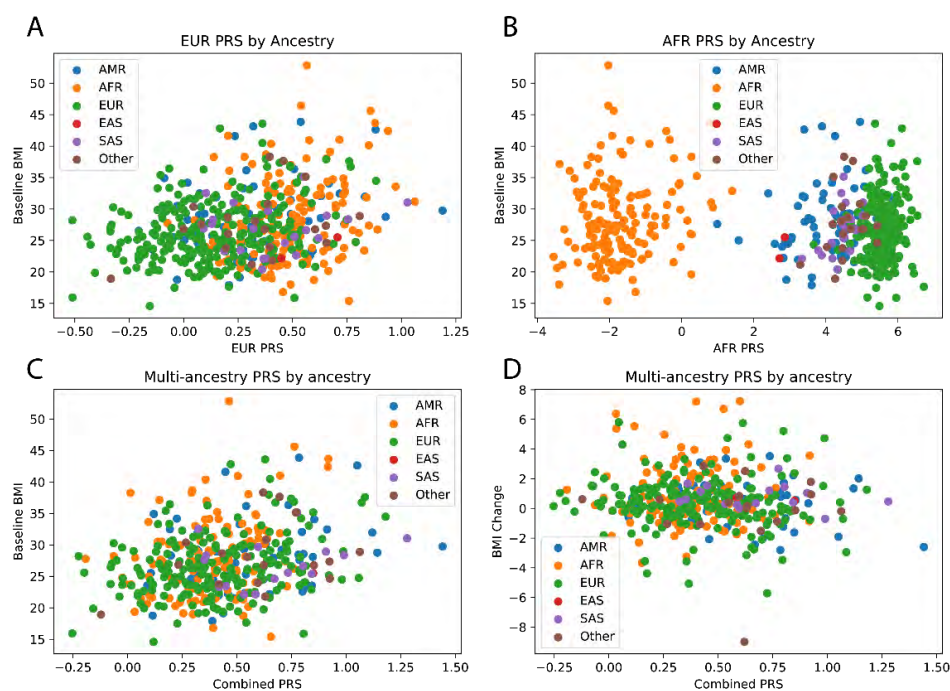 A
EUR PRS by Ancestry
AMR
AFR
EUR
EAS
SAS
Other
50
45
40
35
30
25
20
15
Baseline BMI
−0.50 −0.25 0.00 0.25 0.50 0.75 1.00 1.25
EUR PRS
B
AFR PRS by Ancestry
AMR
AFR
EUR
EAS
SAS
Other
50
45
40
35
30
25
20
15
Baseline BMI
−4 −2 0 2 4 6
AFR PRS
C
Multi-ancestry PRS by ancestry
AMR
AFR
EUR
EAS
SAS
Other
50
45
40
35
30
25
20
15
Baseline BMI
−0.25 0.00 0.25 0.50 0.75 1.00 1.25 1.50
Combined PRS
D
Multi-ancestry PRS by ancestry
8
6
4
2
0
−2
−4
−6
−8
BMI Change
AMR
AFR
EUR
EAS
SAS
Other
−0.25 0.00 0.25 0.50 0.75 1.00 1.25 1.50
Combined PRS